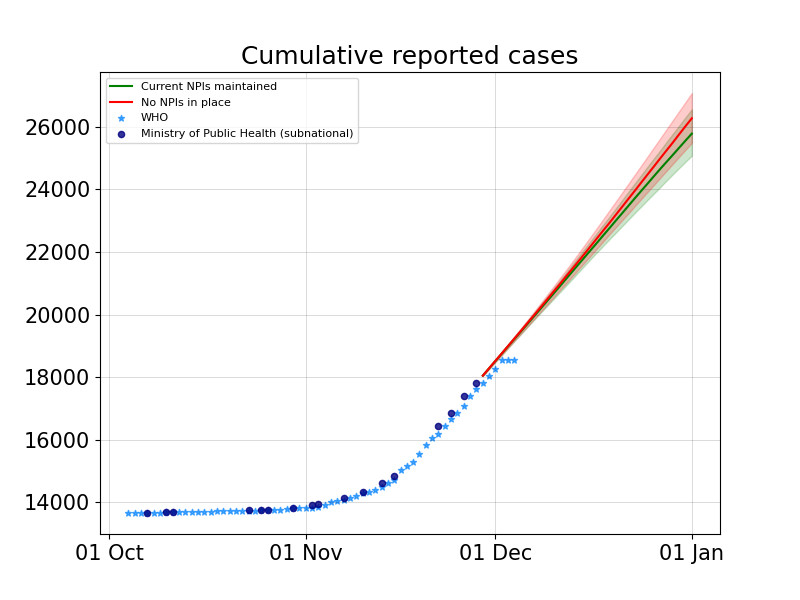 Cumulative reported cases
Current NPIs maintained
No NPIs in place
WHO
Ministry of Public Health (subnational)
26000
24000
22000
20000
18000
16000
14000
01 Oct
01 Nov
01 Dec
01 Jan